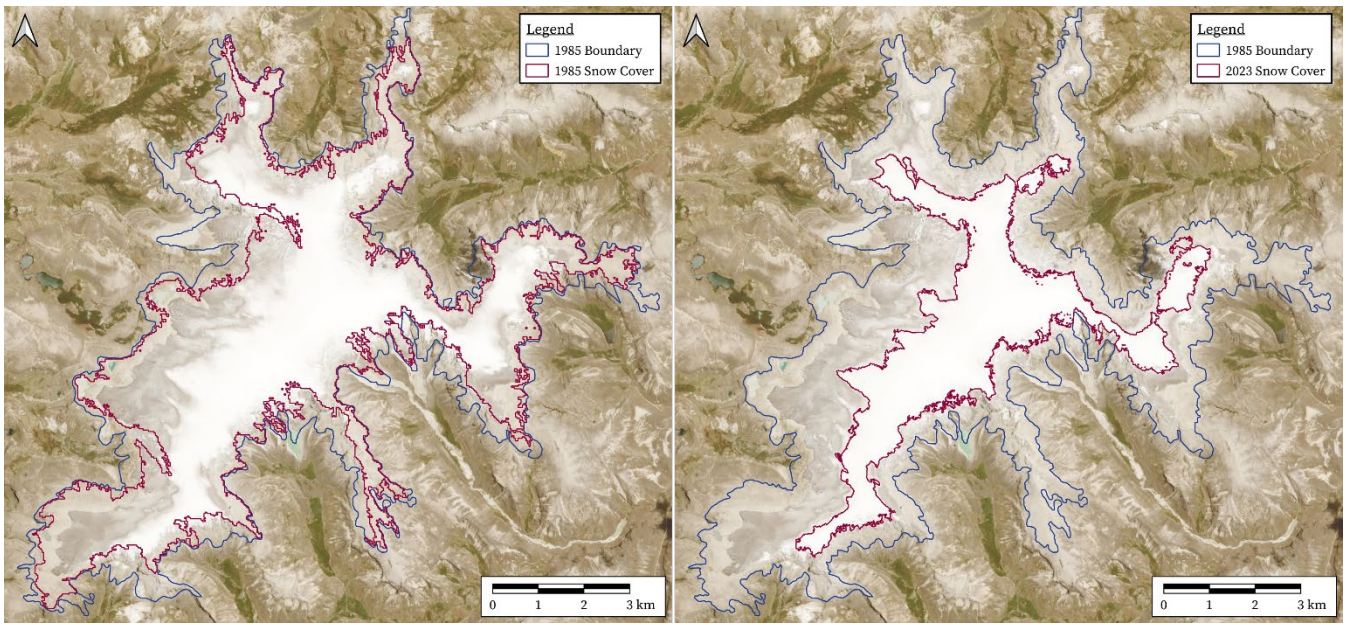 Legend
1985 Boundary
1985 Snow Cover
0 1 2 3 km
Legend
1985 Boundary
2023 Snow Cover
0 1 2 3 km